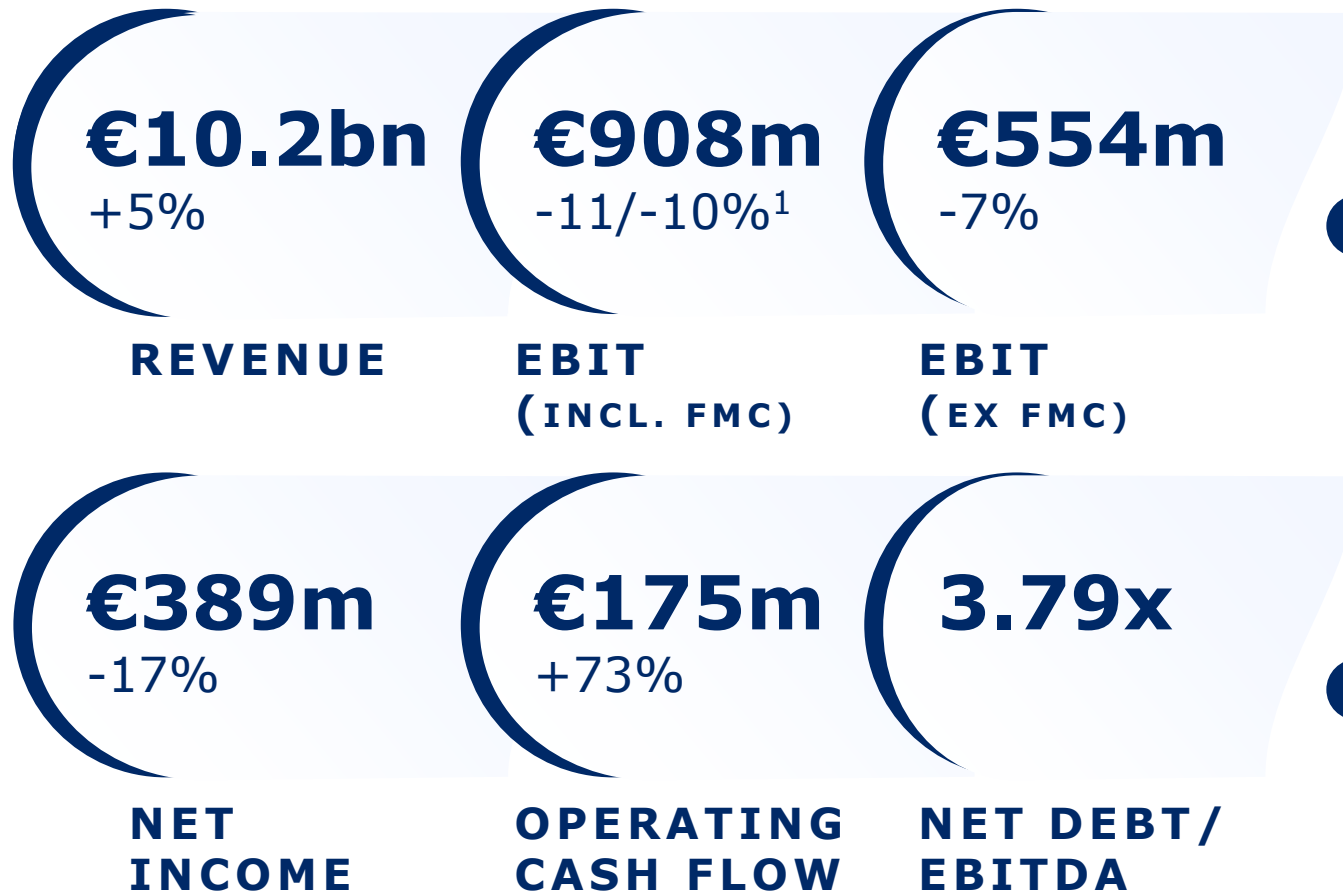 €10.2bn
+5%
REVENUE
€908m
-11/-10%¹
EBIT
(INCL. FMC)
€554m
-7%
EBIT
(EX FMC)
€389m
-17%
NET
INCOME
€175m
+73%
OPERATING
CASH FLOW
3.79x
NET DEBT/
EBITDA